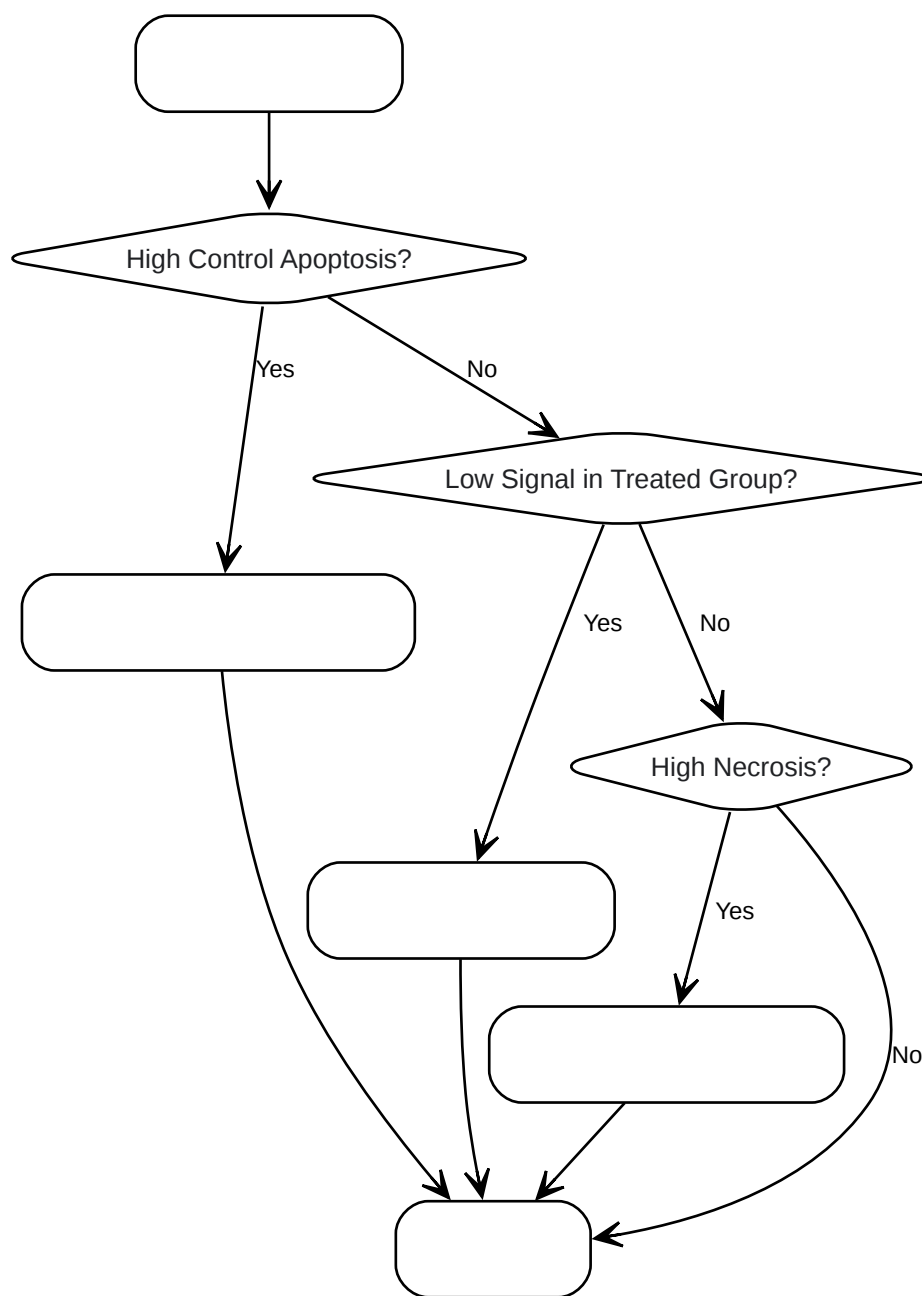 High Control Apoptosis?
Yes
No
Low Signal in Treated Group?
Yes
No
High Necrosis?
Yes
No